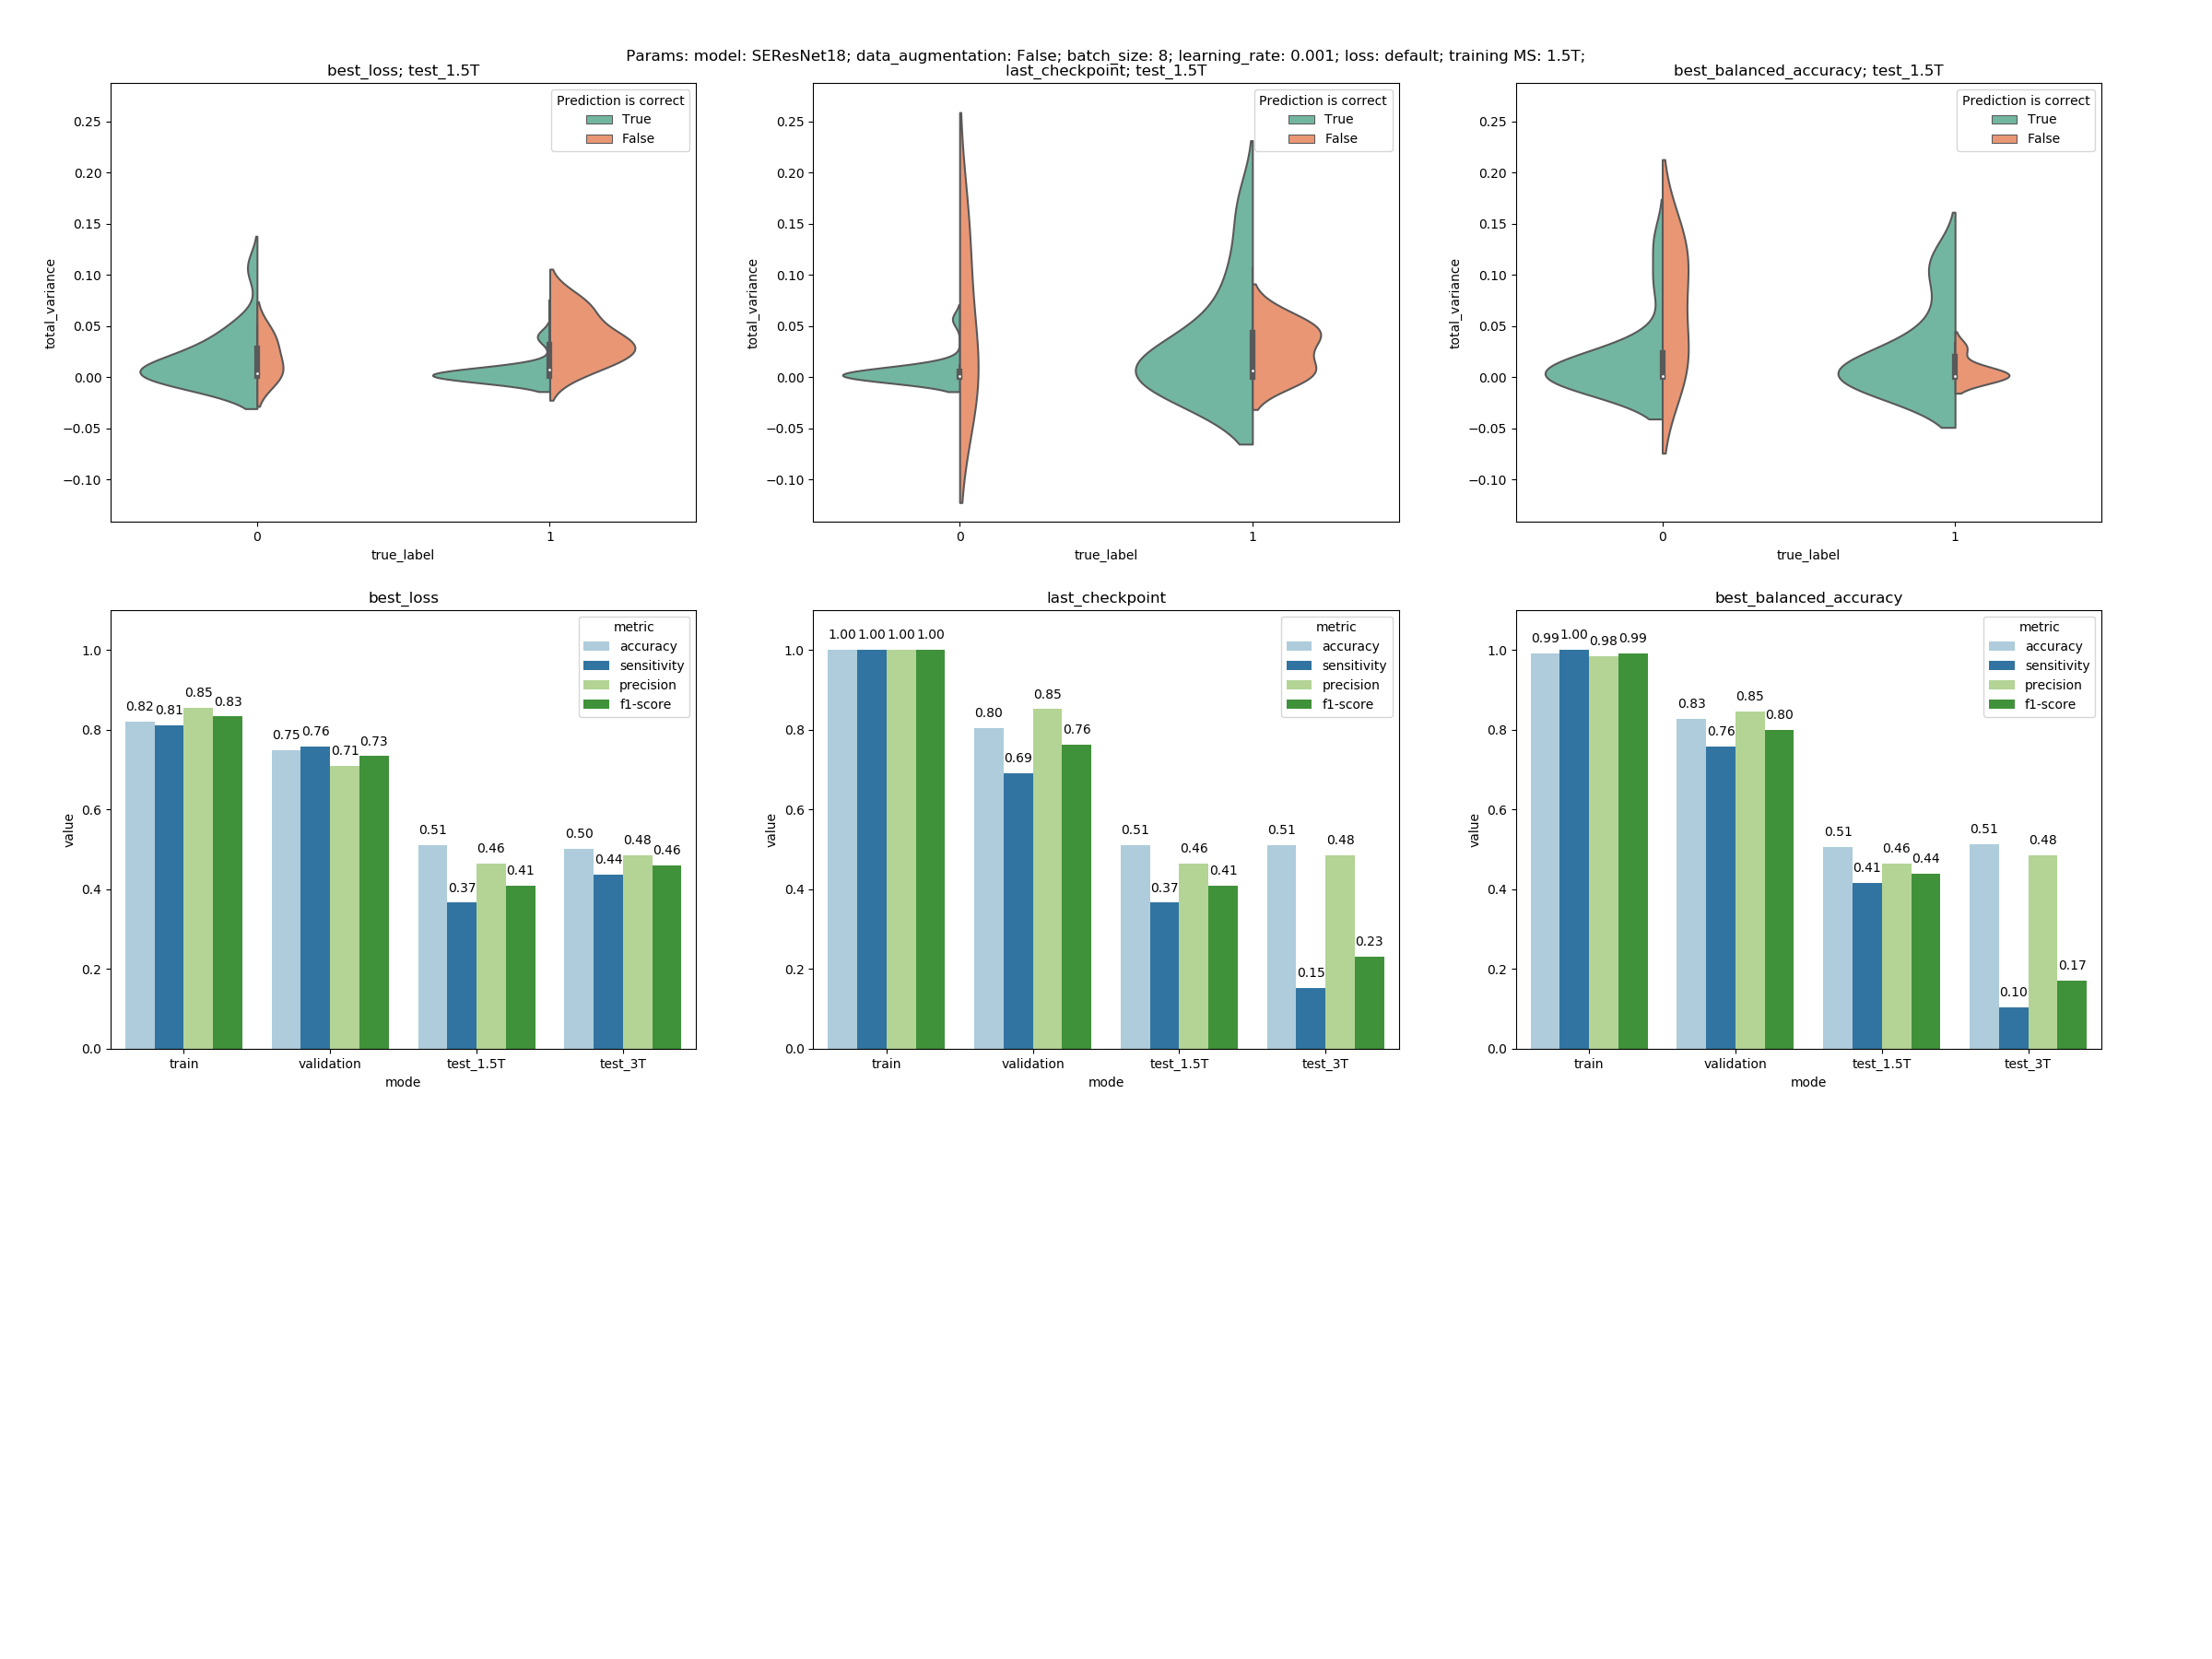 Params: model: SEResNet18; data_augmentation: False; batch_size: 8; learning_rate: 0.001; loss: default; training MS: 1.5T;
best_loss; test_1.5T
total_variance
0.25
0.20
0.15
0.10
0.05
0.00
−0.05
−0.10
Prediction is correct
True
False
0 1
true_label
last_checkpoint; test_1.5T
total_variance
0.25
0.20
0.15
0.10
0.05
0.00
−0.05
−0.10
Prediction is correct
True
False
0 1
true_label
best_balanced_accuracy; test_1.5T
total_variance
0.25
0.20
0.15
0.10
0.05
0.00
−0.05
−0.10
Prediction is correct
True
False
0 1
true_label
best_loss
value
1.0
0.8
0.6
0.4
0.2
0.0
metric
accuracy
sensitivity
precision
f1-score
0.82 0.81 0.85 0.83
0.75 0.76 0.71 0.73
0.51 0.37 0.46 0.41
0.50 0.44 0.48 0.46
train validation test_1.5T test_3T
mode
last_checkpoint
value
1.0
0.8
0.6
0.4
0.2
0.0
metric
accuracy
sensitivity
precision
f1-score
1.00 1.00 1.00 1.00
0.80 0.69 0.85 0.76
0.51 0.37 0.46 0.41
0.51 0.15 0.48 0.23
train validation test_1.5T test_3T
mode
best_balanced_accuracy
value
1.0
0.8
0.6
0.4
0.2
0.0
metric
accuracy
sensitivity
precision
f1-score
0.99 1.00 0.98 0.99
0.83 0.76 0.85 0.80
0.51 0.41 0.46 0.44
0.51 0.10 0.48 0.17
train validation test_1.5T test_3T
mode